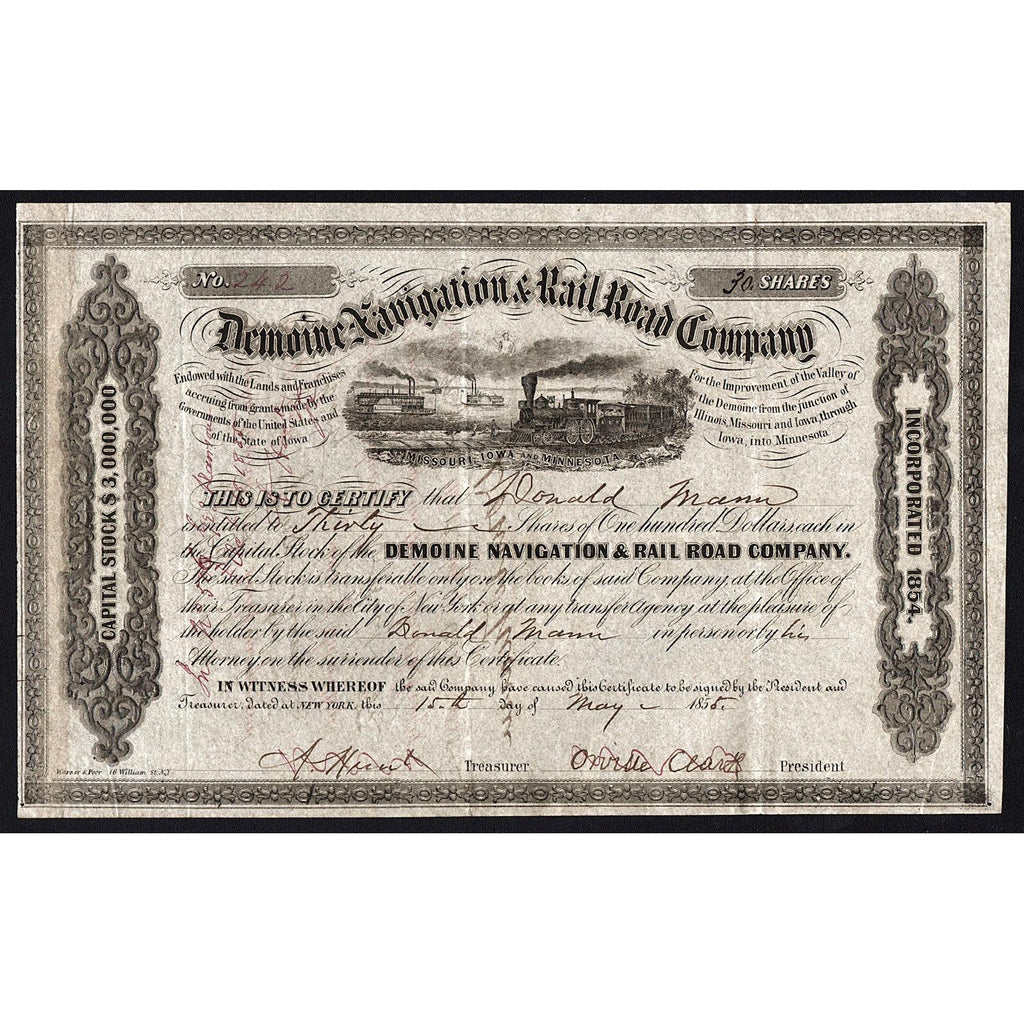 No. 242
30 SHARES
Demoine Navigation & Rail Road Company
Endowed with the Lands and Franchises
accruing from grants made by the
Governments of the United States and
of the State of Iowa
For the Improvement of the Valley of
the Demoine from the junction of
Illinois, Missouri and Iowa, through
Iowa, into Minnesota
MISSOURI, IOWA AND MINNESOTA
CAPITAL STOCK $3,000,000
INCORPORATED 1854.
THIS IS TO CERTIFY that Donald Mann
is entitled to Thirty Shares of One hundred Dollars each in
the Capital Stock of the DEMOINE NAVIGATION & RAIL ROAD COMPANY.
The said Stock is transferable only on the books of said Company, at the Office of
their Treasurer in the City of New York or at any transfer Agency at the pleasure of
the holder by the said Donald Mann in person or by his
Attorney, on the surrender of this Certificate.
IN WITNESS WHEREOF the said Company have caused this Certificate to be signed by the President and
Treasurer, Dated at NEW YORK, this 15th day of May 1855.
Treasurer
Orville Clark President
16 William St. N.Y